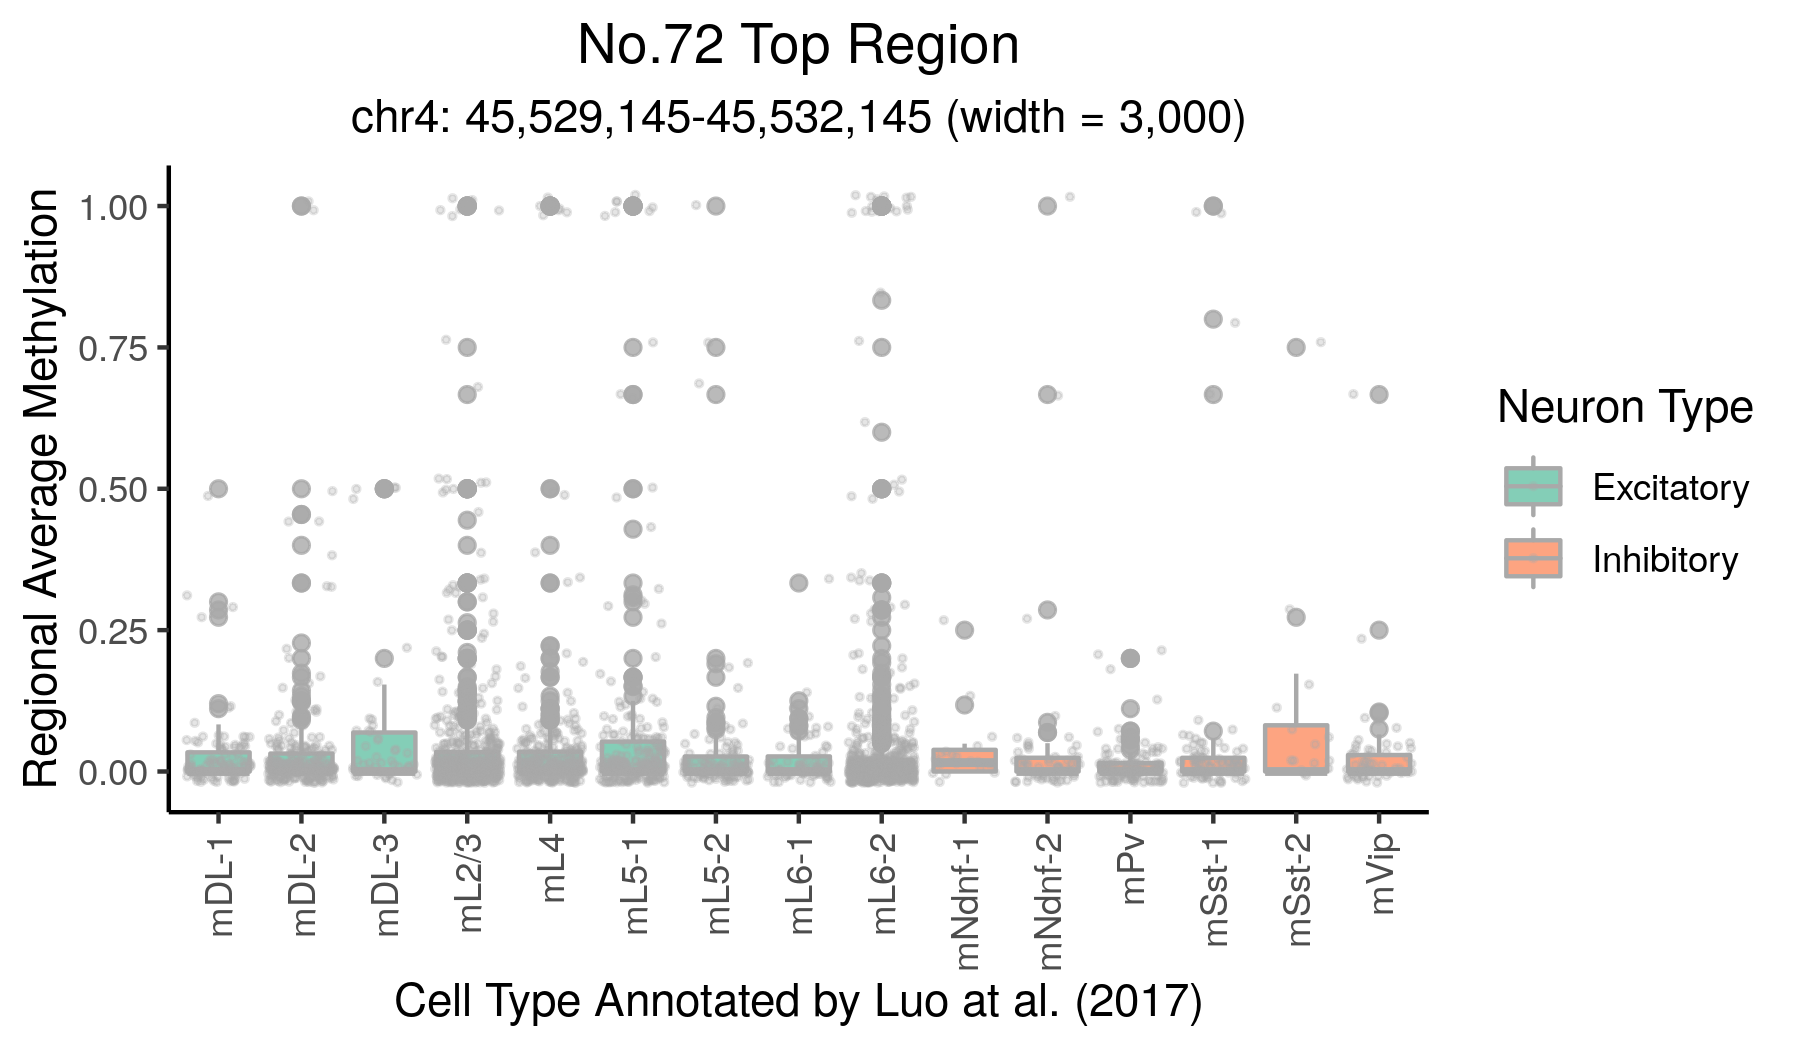 No.72 Top Region
chr4: 45,529,145-45,532,145 (width = 3,000)
Regional Average Methylation
1.00
0.75
0.50
0.25
0.00
mDL-1
mDL-2
mDL-3
mL2/3
mL4
mL5-1
mL5-2
mL6-1
mL6-2
mNdnf-1
mNdnf-2
mPv
mSst-1
mSst-2
mVip
Cell Type Annotated by Luo at al. (2017)
Neuron Type
Excitatory
Inhibitory